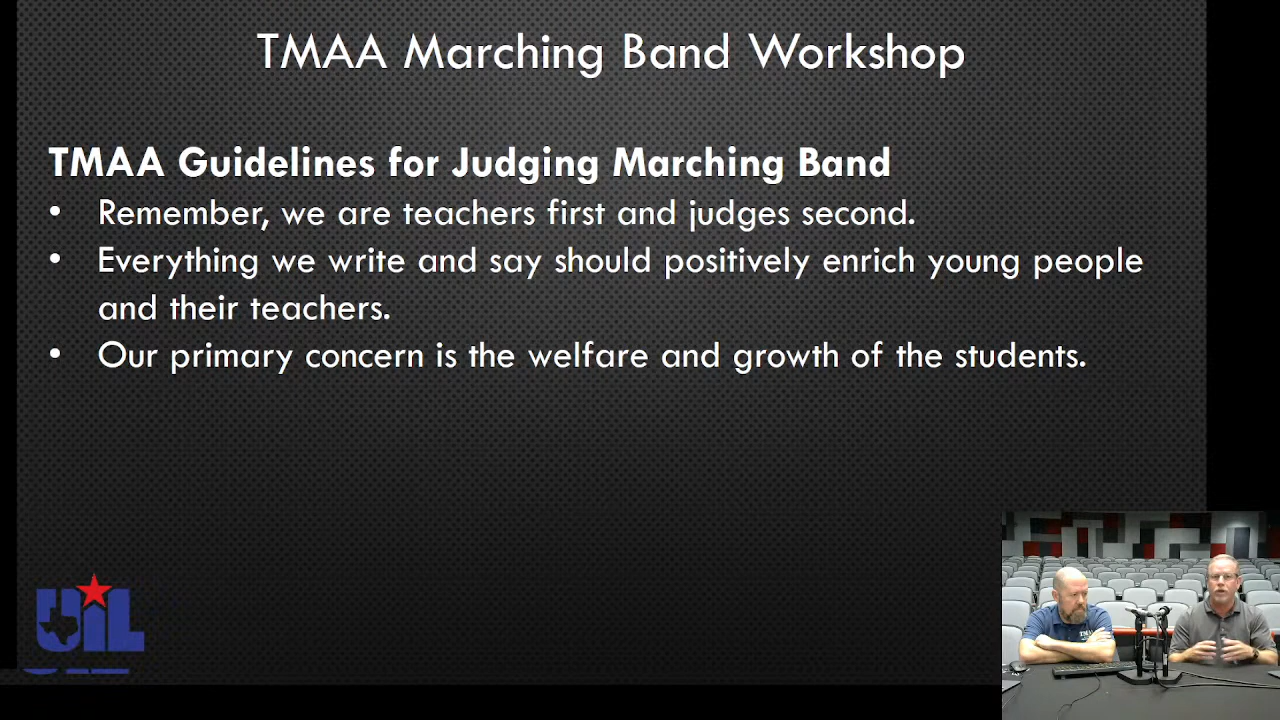 TMAA Marching Band Workshop
TMAA Guidelines for Judging Marching Band
• Remember, we are teachers first and judges second.
• Everything we write and say should positively enrich young people
and their teachers.
• Our primary concern is the welfare and growth of the students.
UIL